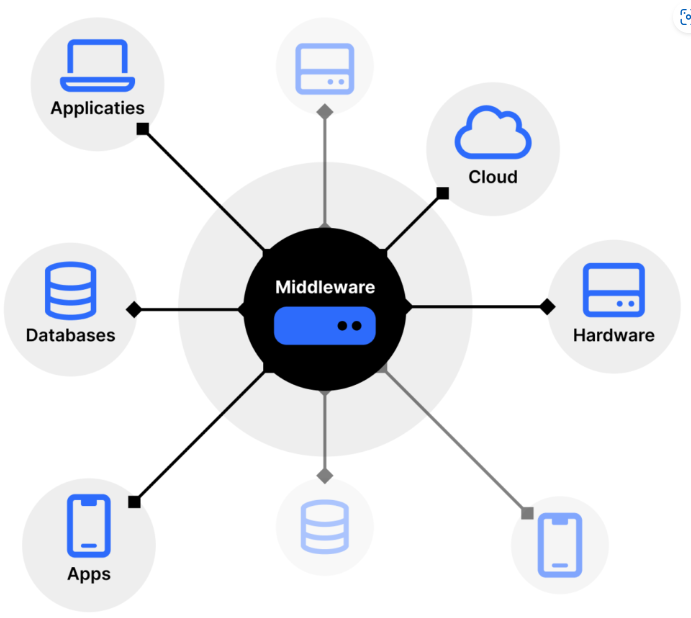 Applicaties
Cloud
Middleware
Databases
Hardware
Apps